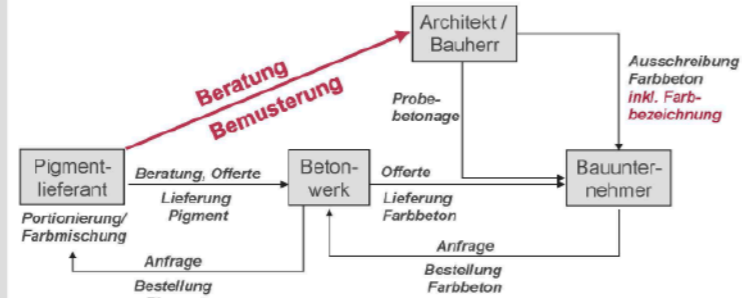 Architekt /
Bauherr
Beratung
Bemusterung
Ausschreibung
Farbbeton
inkl. Farb-
bezeichnung
Probe-
betonage
Pigment-
lieferant
Beratung, Offerte
Lieferung
Pigment
Beton-
werk
Offerte
Lieferung
Farbbeton
Bauunter-
nehmer
Portionierung/
Farbmischung
Anfrage
Bestellung
Anfrage
Bestellung
Farbbeton